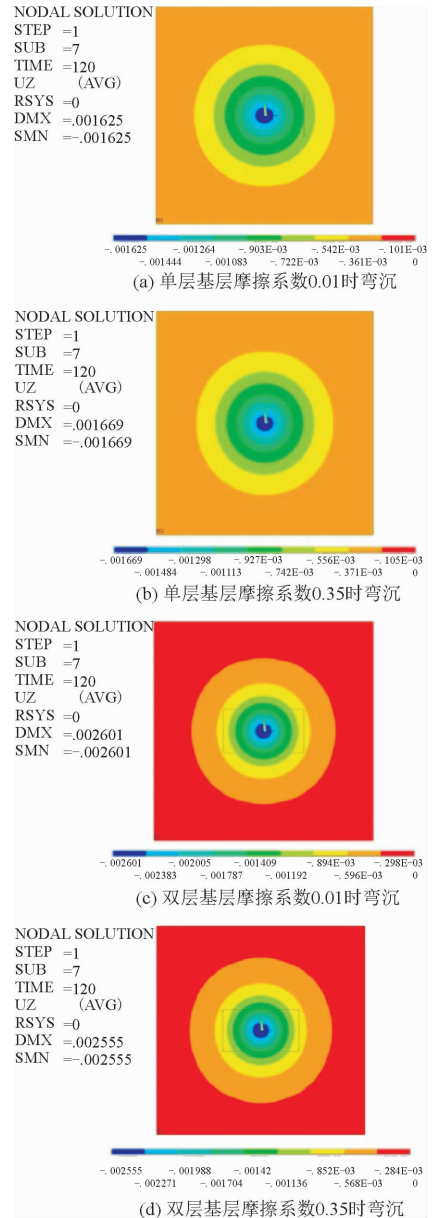 NODAL SOLUTION
STEP =1
SUB =7
TIME =120
UZ (AVG)
RSYS =0
DMX =.001625
SMN =-.001625
-.001625 -.001264 -.903E-03 -.542E-03 -.101E-03
-.001444 -.001083 -.722E-03 -.361E-03 0
(a) 单层基层摩擦系数0.01时弯沉
NODAL SOLUTION
STEP =1
SUB =7
TIME =120
UZ (AVG)
RSYS =0
DMX =.001669
SMN =-.001669
-.001669 -.001298 -.927E-03 -.556E-03 -.105E-03
-.001484 -.001113 -.742E-03 -.371E-03 0
(b) 单层基层摩擦系数0.35时弯沉
NODAL SOLUTION
STEP =1
SUB =7
TIME =120
UZ (AVG)
RSYS =0
DMX =.002601
SMN =-.002601
-.002601 -.002005 -.001409 -.894E-03 -.298E-03
-.002383 -.001787 -.001192 -.596E-03 0
(c) 双层基层摩擦系数0.01时弯沉
NODAL SOLUTION
STEP =1
SUB =7
TIME =120
UZ (AVG)
RSYS =0
DMX =.002555
SMN =-.002555
-.002555 -.001988 -.00142 -.852E-03 -.284E-03
-.002271 -.001704 -.001136 -.568E-03 0
(d) 双层基层摩擦系数0.35时弯沉